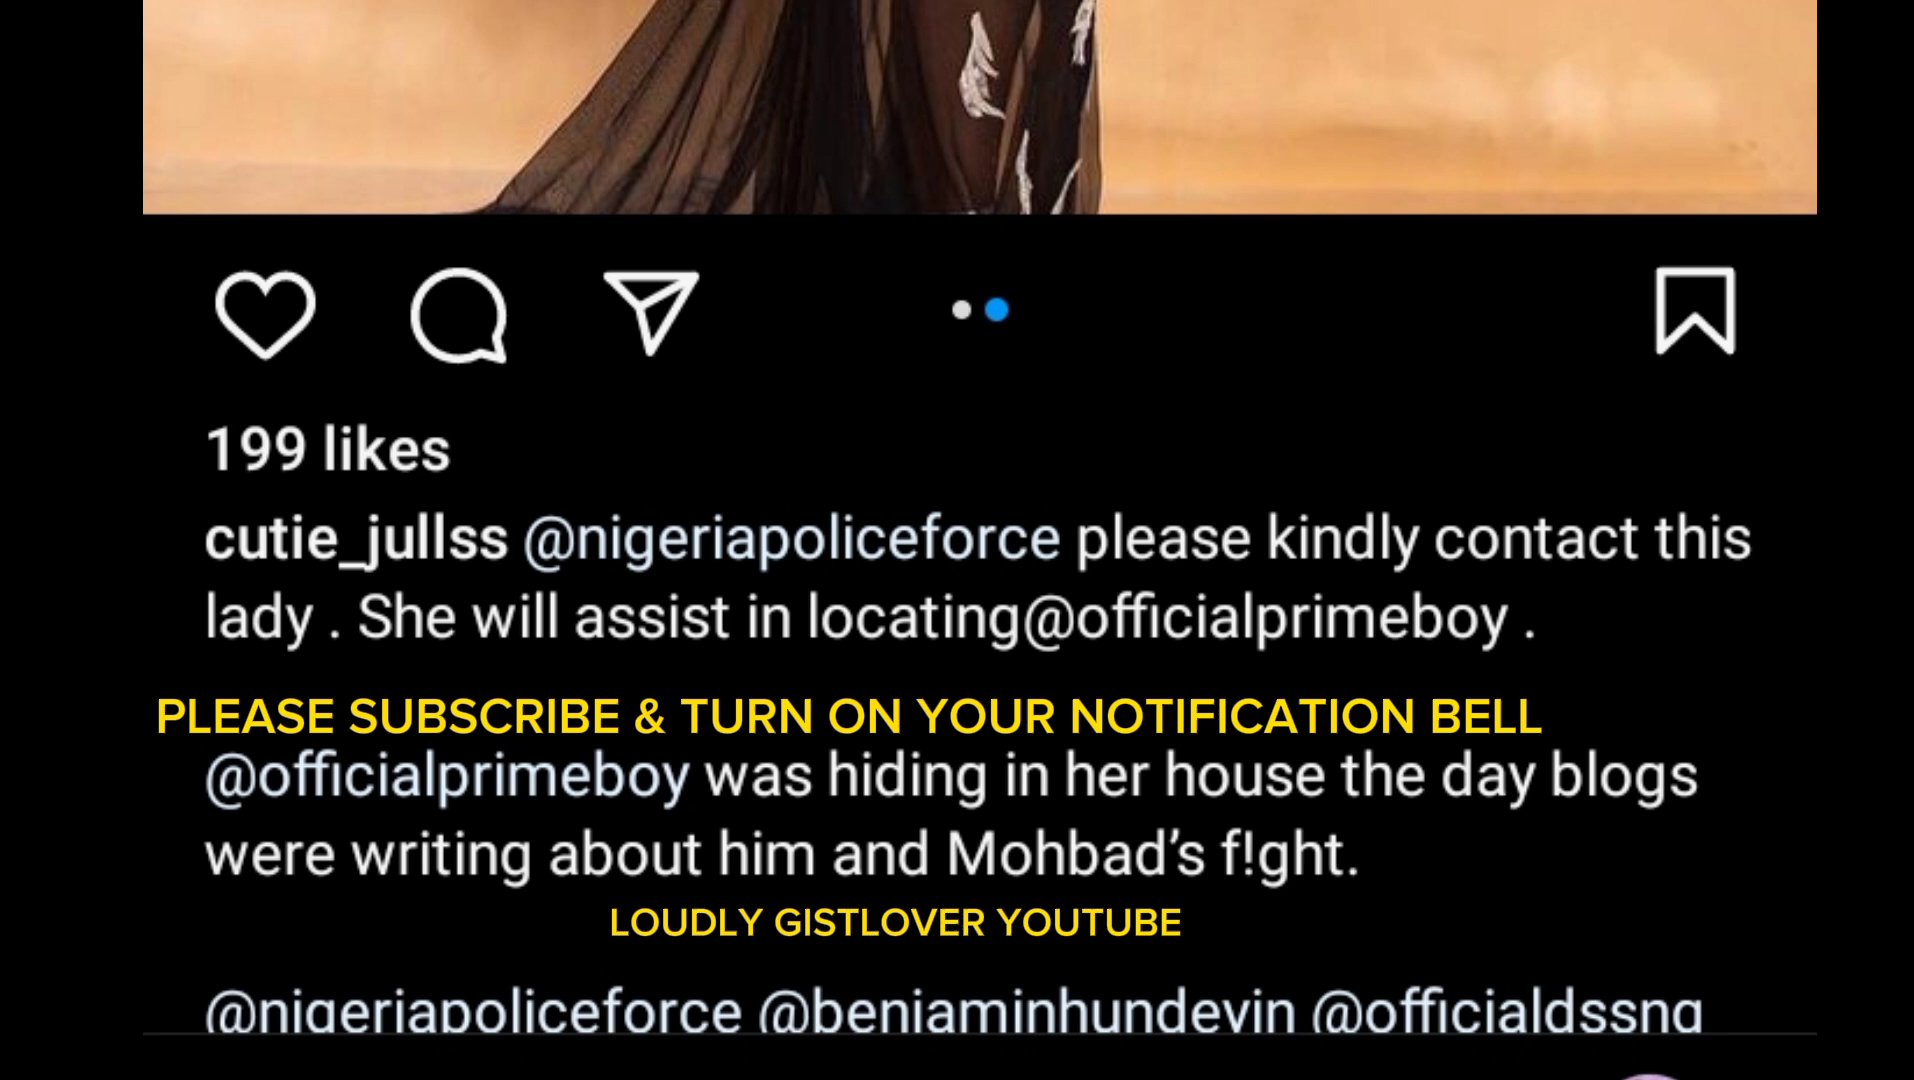 199 likes
cutie_jullss @nigeriapoliceforce please kindly contact this
lady . She will assist in locating@officialprimeboy .
PLEASE SUBSCRIBE & TURN ON YOUR NOTIFICATION BELL
@officialprimeboy was hiding in her house the day blogs
were writing about him and Mohbad’s f!ght.
LOUDLY GISTLOVER YOUTUBE
@nigeriapoliceforce @benjaminhundeyin @officialdssng